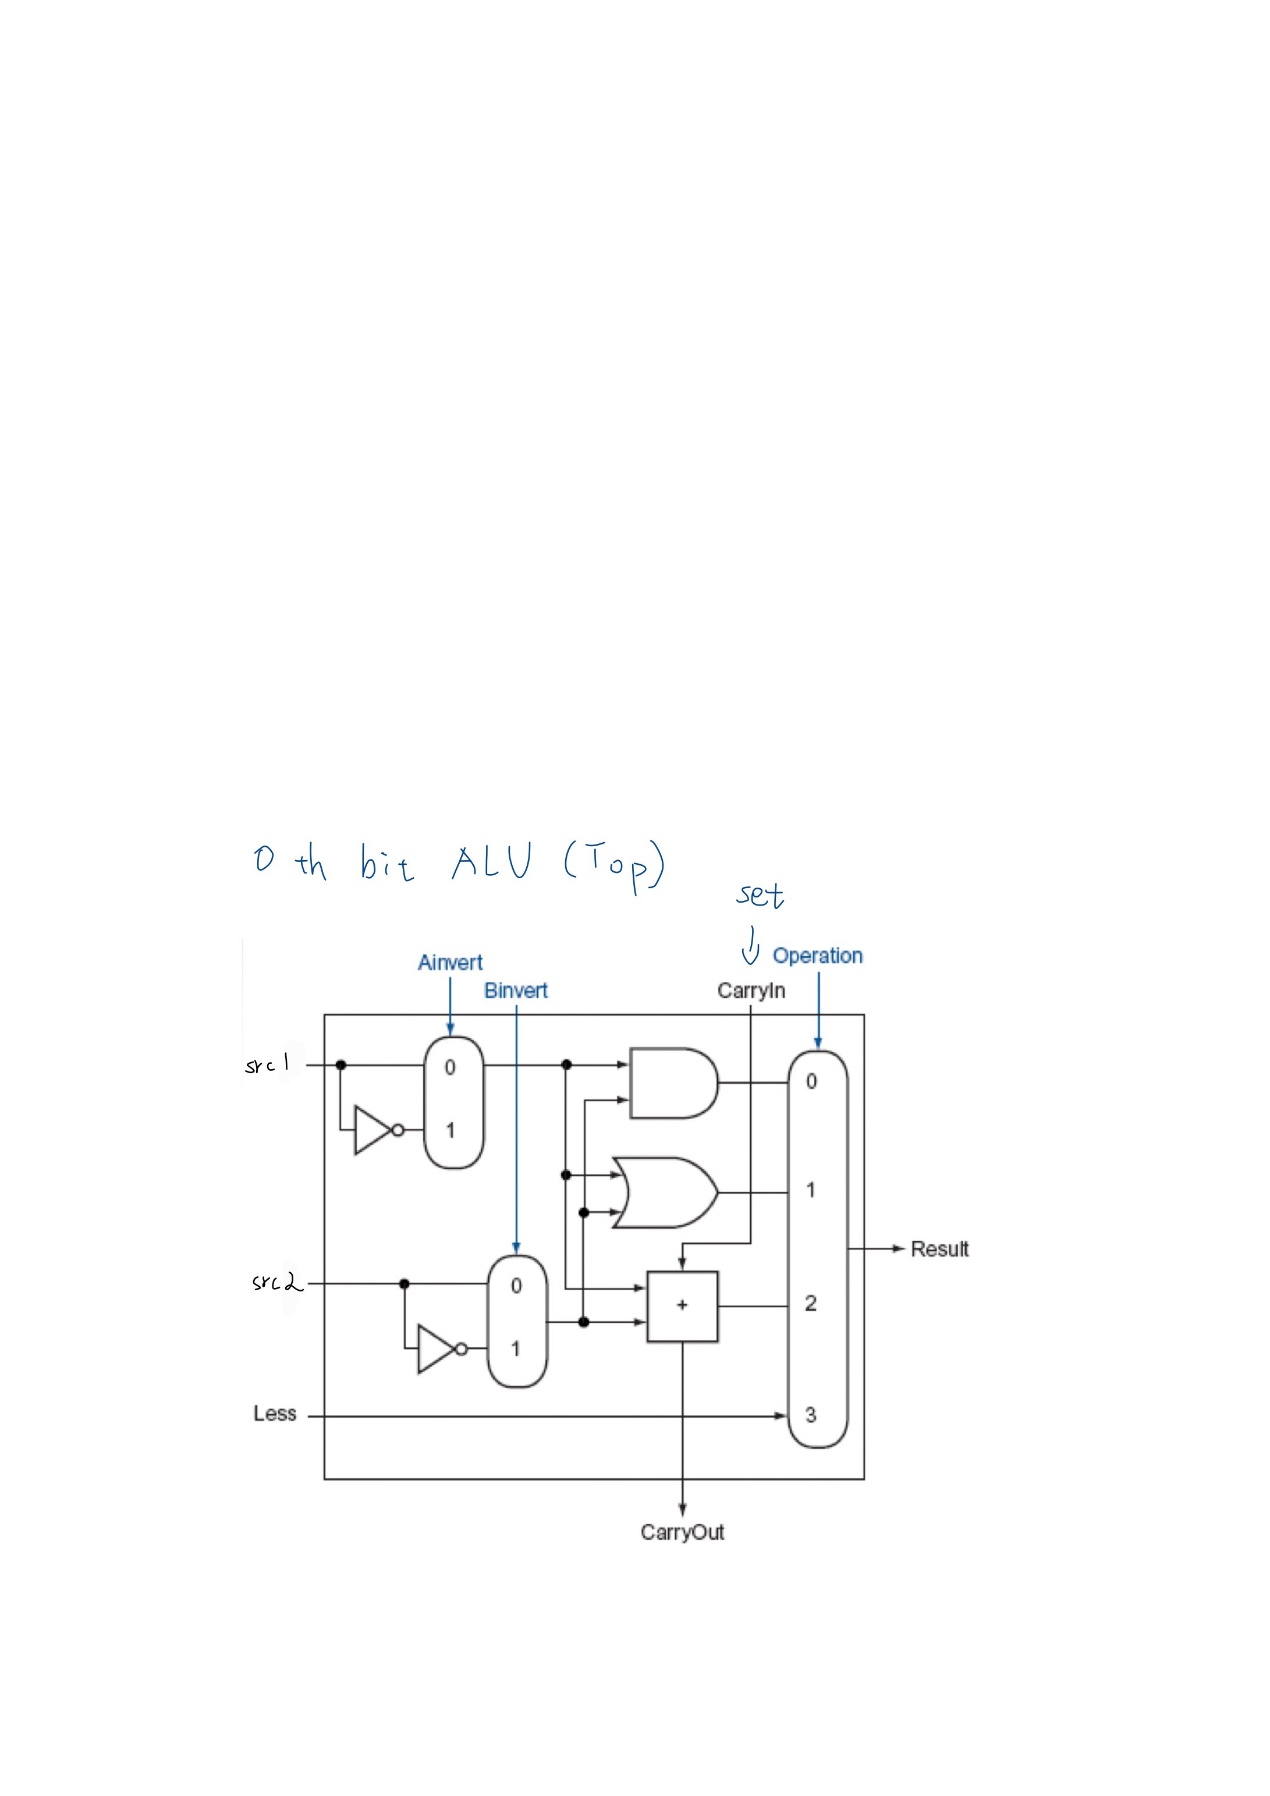 0 th bit ALU (Top)
set
Operation
Ainvert
Binvert
CarryIn
src1
0
1
0
1
src2
0
1
+
2
Result
Less
3
CarryOut